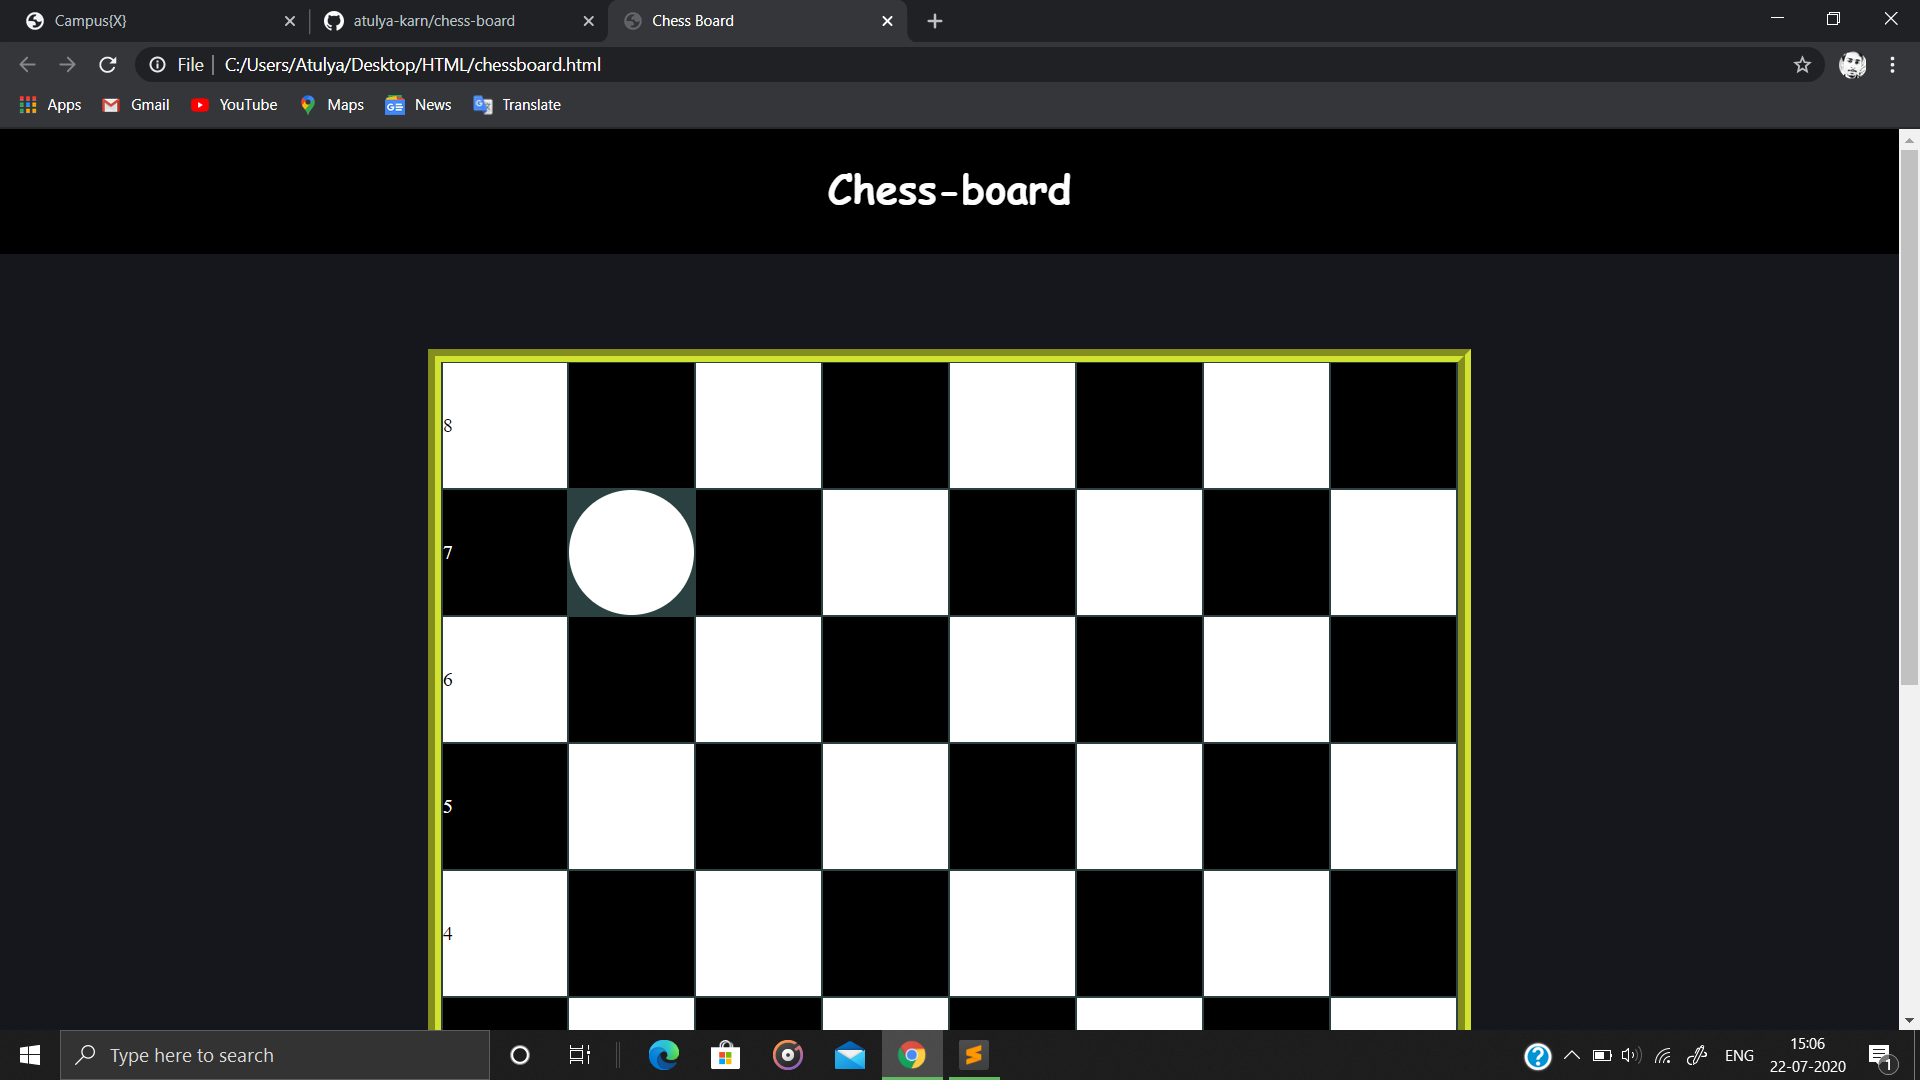 Campus{X}
atulya-karn/chess-board
Chess Board
File
C:/Users/Atulya/Desktop/HTML/chessboard.html
Apps
Gmail
YouTube
Maps
News
Translate
Chess-board
8
7
6
5
4
Type here to search
ENG
15:06
22-07-2020
1